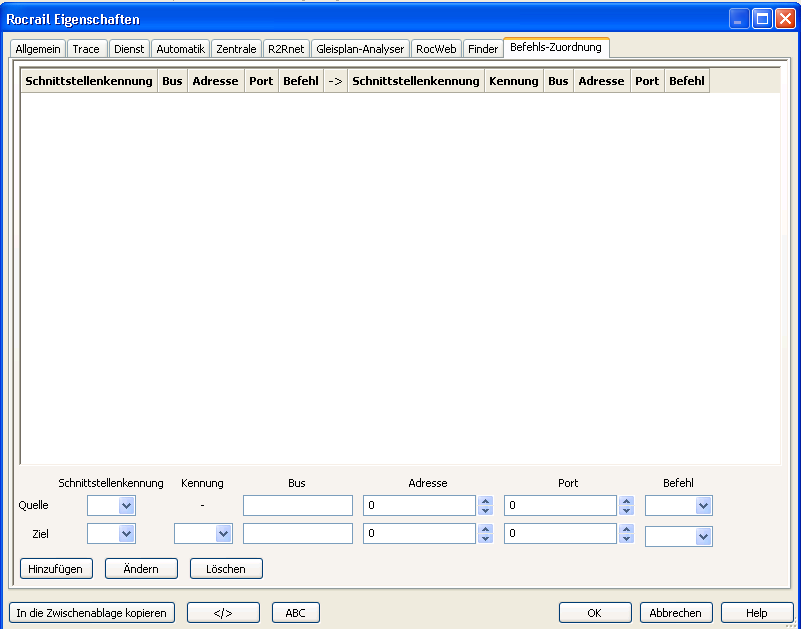 Rocrail Eigenschaften
Allgemein Trace Dienst Automatik Zentrale R2Rnet Gleisplan-Analyser RocWeb Finder Befehls-Zuordnung
Schnittstellenkennung Bus Adresse Port Befehl -> Schnittstellenkennung Kennung Bus Adresse Port Befehl
Schnittstellenkennung Kennung Bus Adresse Port Befehl
Quelle - 0 0
Ziel 0 0
Hinzufügen Ändern Löschen
In die Zwischenablage kopieren </> ABC OK Abbrechen Help